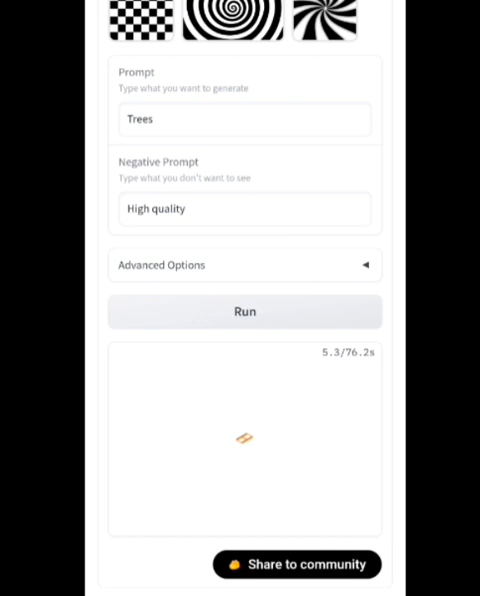 Prompt
Type what you want to generate
Trees
Negative Prompt
Type what you don't want to see
High quality
Advanced Options
Run
5.3/76.2s
Share to community